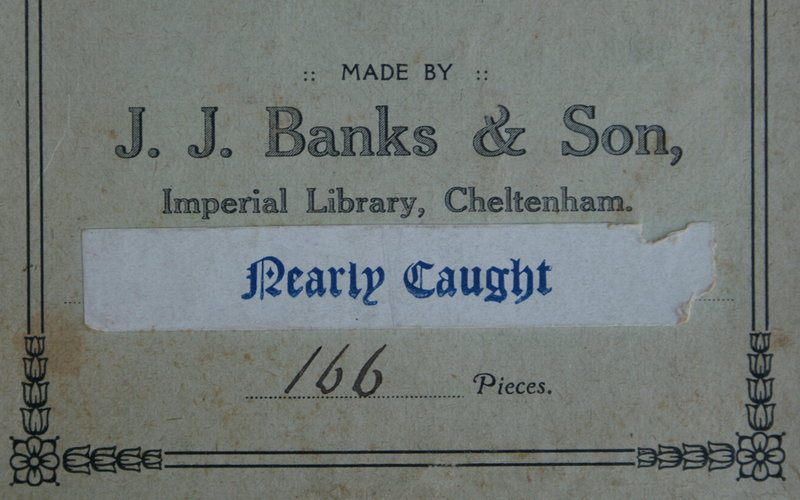 :: MADE BY ::
J. J. Banks & Son,
Imperial Library, Cheltenham.
Nearly Caught
166 Pieces.